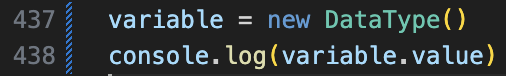 437 variable = new DataType()
438 console.log(variable.value)